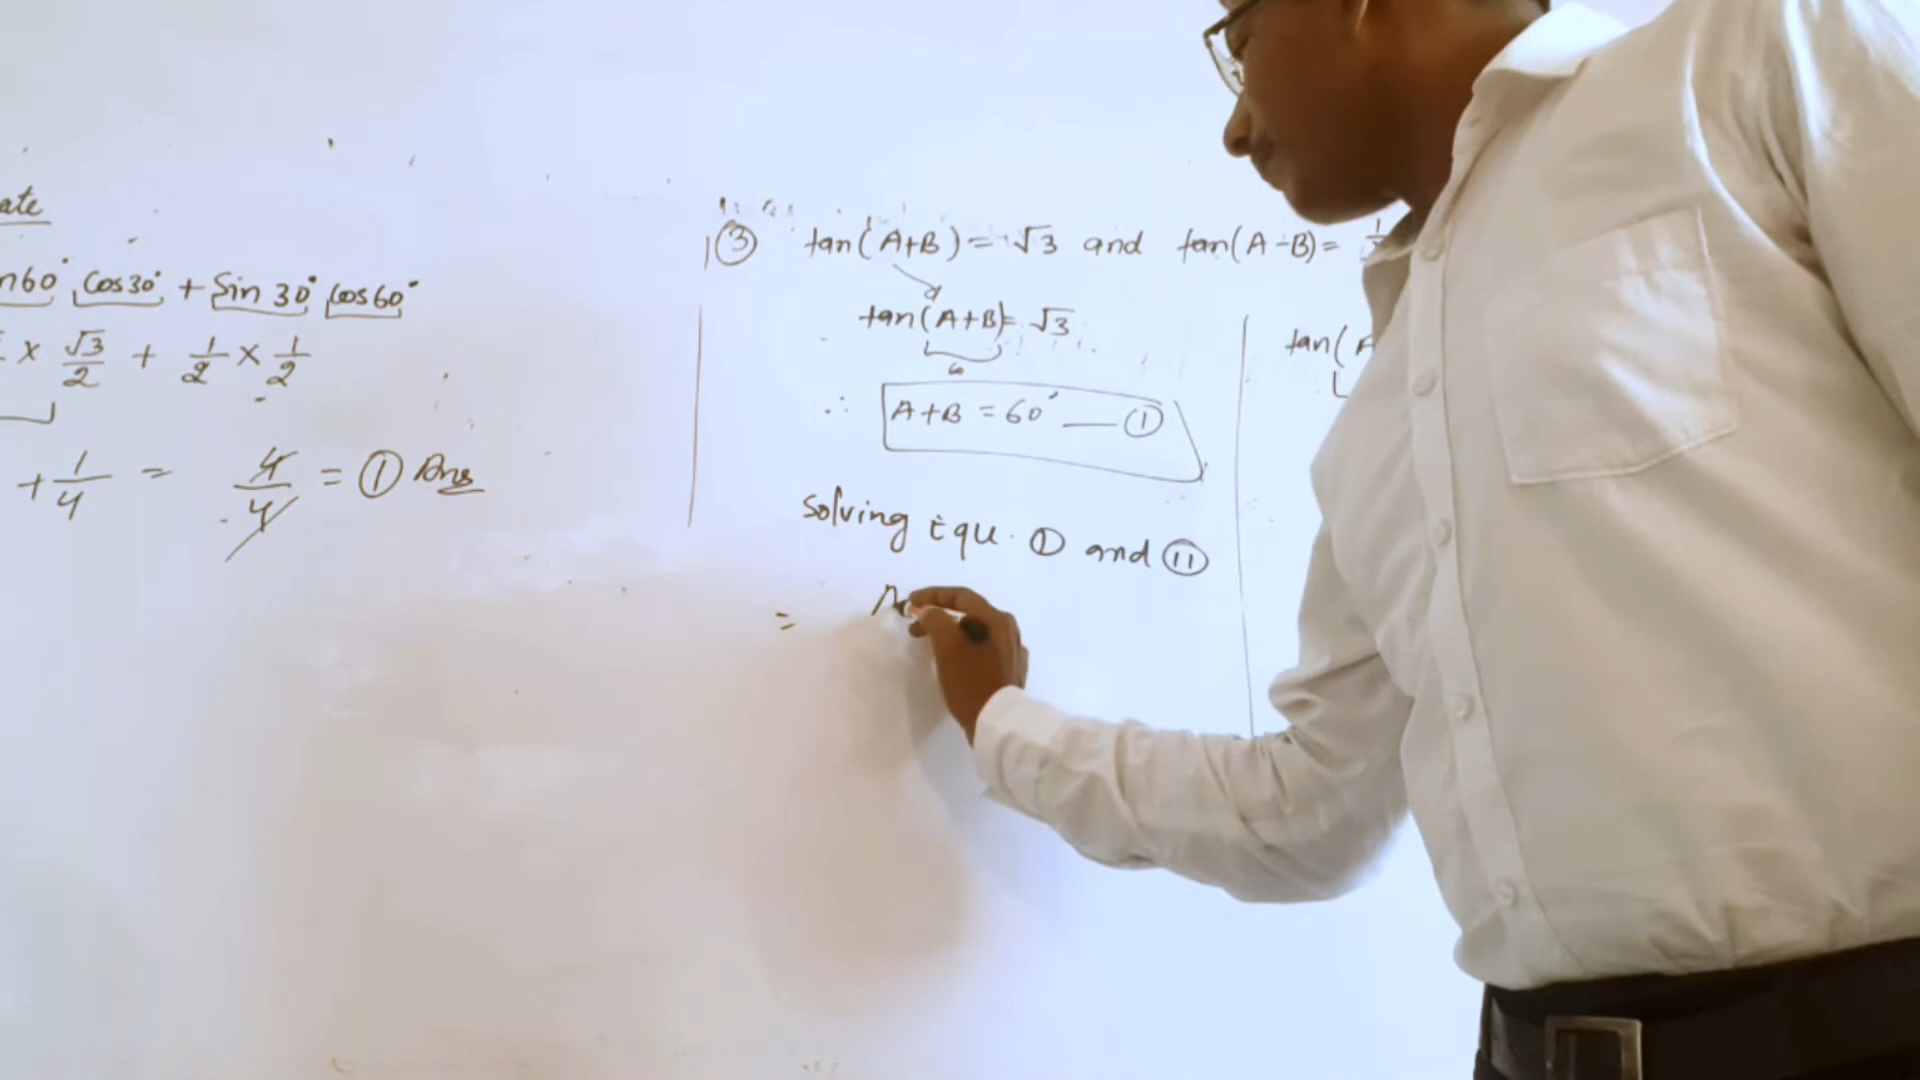 ate
n60° Cos30° + Sin 30° Cos60°
× √3/2 + 1/2 × 1/2
+ 1/4 = 4/4 = ① Ans
③ tan(A+B) = √3 and tan(A-B) =
tan(A+B) = √3
∴ A+B = 60° — ①
Solving Equ. ① and ⑪
= A
tan(A